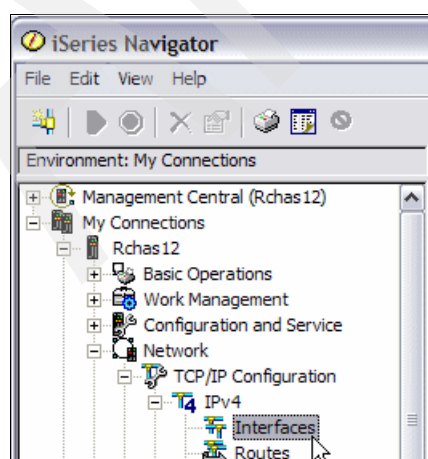 iSeries Navigator
File Edit View Help
Environment: My Connections
Management Central (Rchas12)
My Connections
Rchas12
Basic Operations
Work Management
Configuration and Service
Network
TCP/IP Configuration
IPv4
Interfaces
Routes